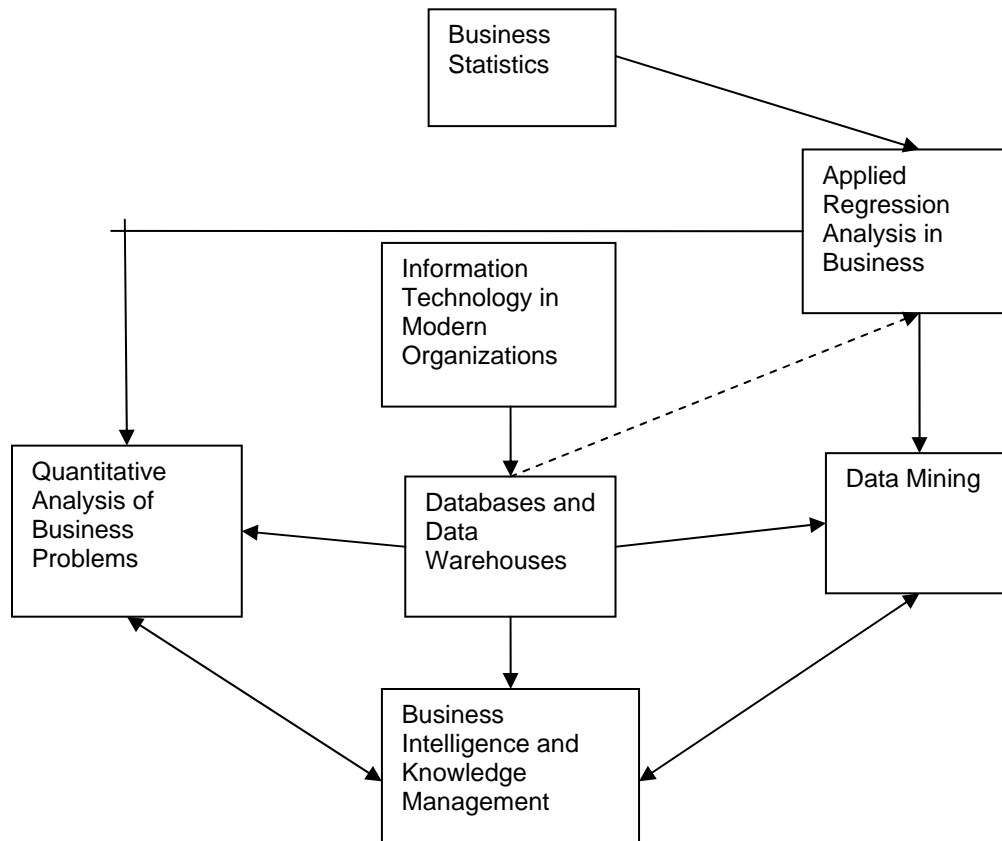 Business
Statistics
Applied
Regression
Analysis in
Business
Information
Technology in
Modern
Organizations
Quantitative
Analysis of
Business
Problems
Databases and
Data
Warehouses
Data Mining
Business
Intelligence and
Knowledge
Management